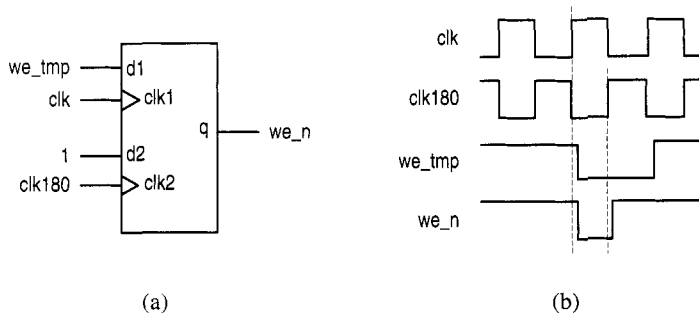 we_tmp
d1
clk
clk1
q
we_n
1
d2
clk180
clk2
(a)
clk
clk180
we_tmp
we_n
(b)